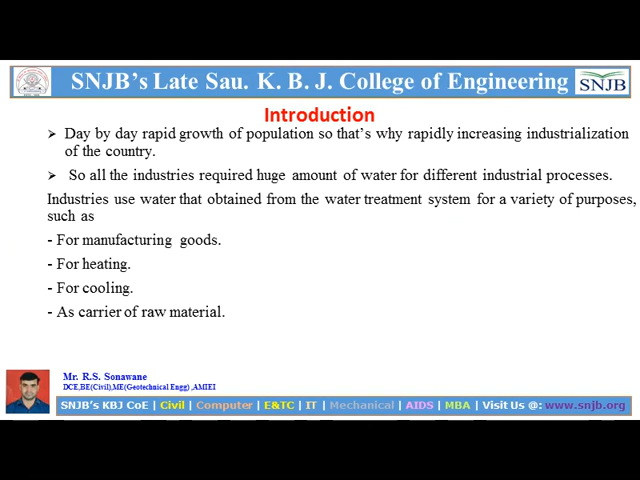 SNJB's Late Sau. K. B. J. College of Engineering
SNJB
Introduction
➢ Day by day rapid growth of population so that's why rapidly increasing industrialization
of the country.
➢ So all the industries required huge amount of water for different industrial processes.
Industries use water that obtained from the water treatment system for a variety of purposes,
such as
- For manufacturing goods.
- For heating.
- For cooling.
- As carrier of raw material.
Mr. R.S. Sonawane
DCE,BE(Civil),ME(Geotechnical Engg) ,AMIEI
SNJB's KBJ CoE | Civil | Computer | E&TC | IT | Mechanical | AIDS | MBA | Visit Us @: www.snjb.org